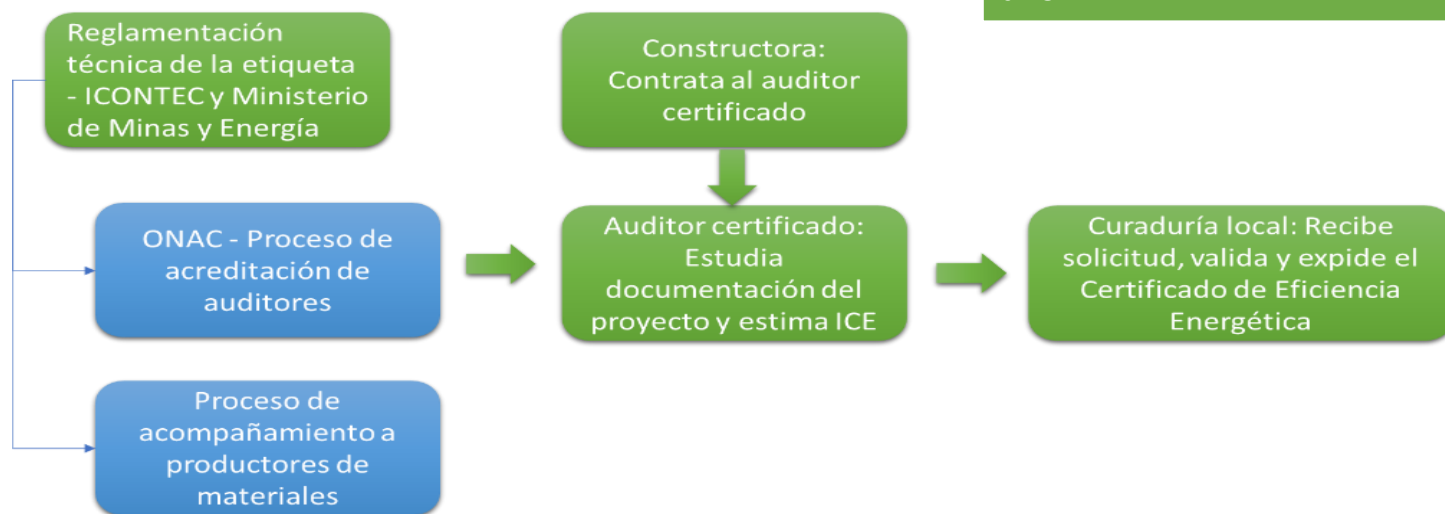 Reglamentación
técnica de la etiqueta
- ICONTEC y Ministerio
de Minas y Energía
Constructora:
Contrata al auditor
certificado
ONAC - Proceso de
acreditación de
auditores
Auditor certificado:
Estudia
documentación del
proyecto y estima ICE
Curaduría local: Recibe
solicitud, valida y expide el
Certificado de Eficiencia
Energética
Proceso de
acompañamiento a
productores de
materiales